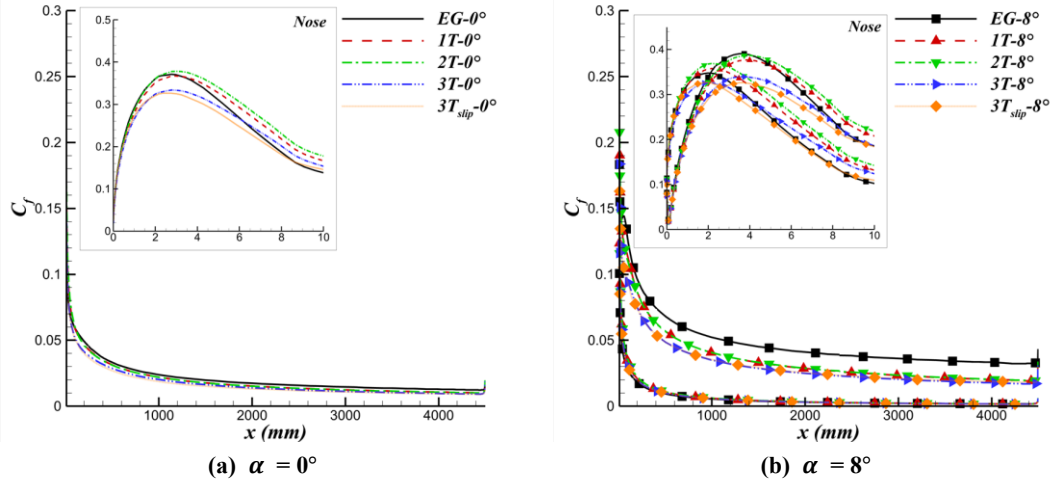 0.3
0.25
0.2
0.15
0.1
0.05
0
C_f
1000
2000
3000
4000
x (mm)
Nose
0.5
0.4
0.3
0.2
0.1
0
0
2
4
6
8
10
EG-0°
1T-0°
2T-0°
3T-0°
3T_slip-0°
(a) α = 0°
0.3
0.25
0.2
0.15
0.1
0.05
0
C_f
1000
2000
3000
4000
x (mm)
Nose
0.4
0.3
0.2
0.1
0
0
2
4
6
8
10
EG-8°
1T-8°
2T-8°
3T-8°
3T_slip-8°
(b) α = 8°